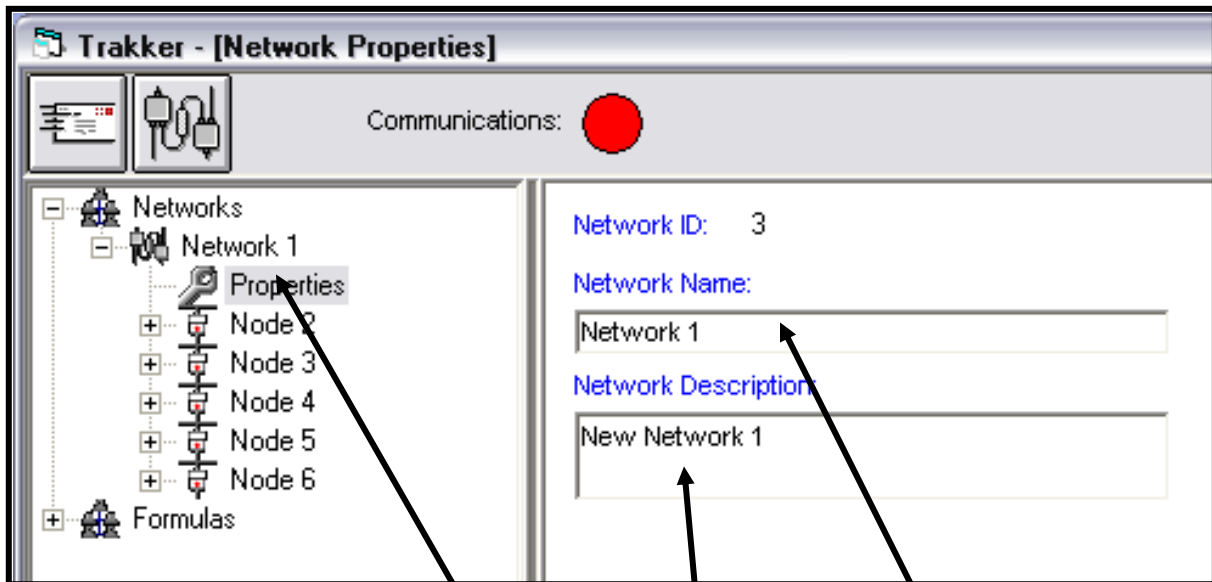 Trakker - [Network Properties]
Communications:
Networks
Network 1
Properties
Node 2
Node 3
Node 4
Node 5
Node 6
Formulas
Network ID: 3
Network Name:
Network 1
Network Description:
New Network 1